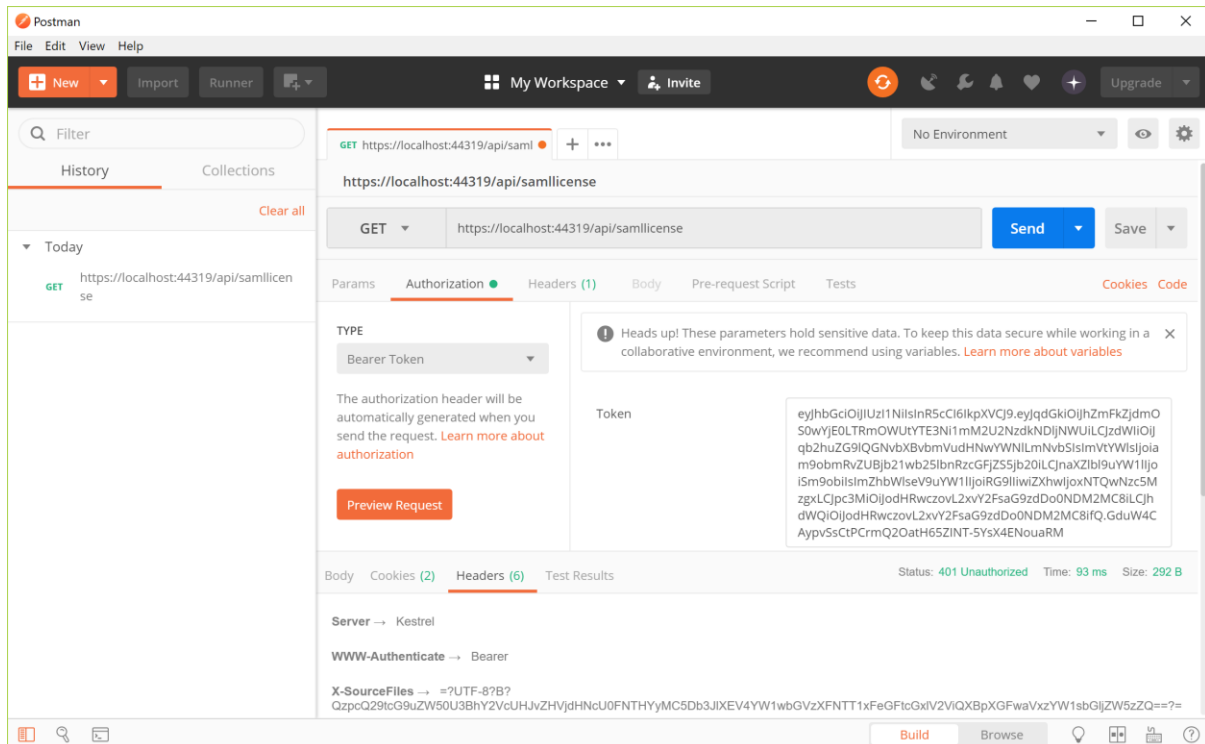 Postman
File Edit View Help
New
Import
Runner
My Workspace
Invite
Upgrade
Filter
History
Collections
Clear all
Today
GET
https://localhost:44319/api/samllicen
se
GET https://localhost:44319/api/saml
No Environment
https://localhost:44319/api/samllicense
GET
https://localhost:44319/api/samllicense
Send
Save
Params
Authorization
Headers (1)
Body
Pre-request Script
Tests
Cookies Code
TYPE
Bearer Token
The authorization header will be
automatically generated when you
send the request. Learn more about
authorization
Preview Request
Heads up! These parameters hold sensitive data. To keep this data secure while working in a
collaborative environment, we recommend using variables. Learn more about variables
Token
Body
Cookies (2)
Headers (6)
Test Results
Status: 401 Unauthorized Time: 93 ms Size: 292 B
Server → Kestrel
WWW-Authenticate → Bearer
X-SourceFiles → =?UTF-8?B?
Build
Browse